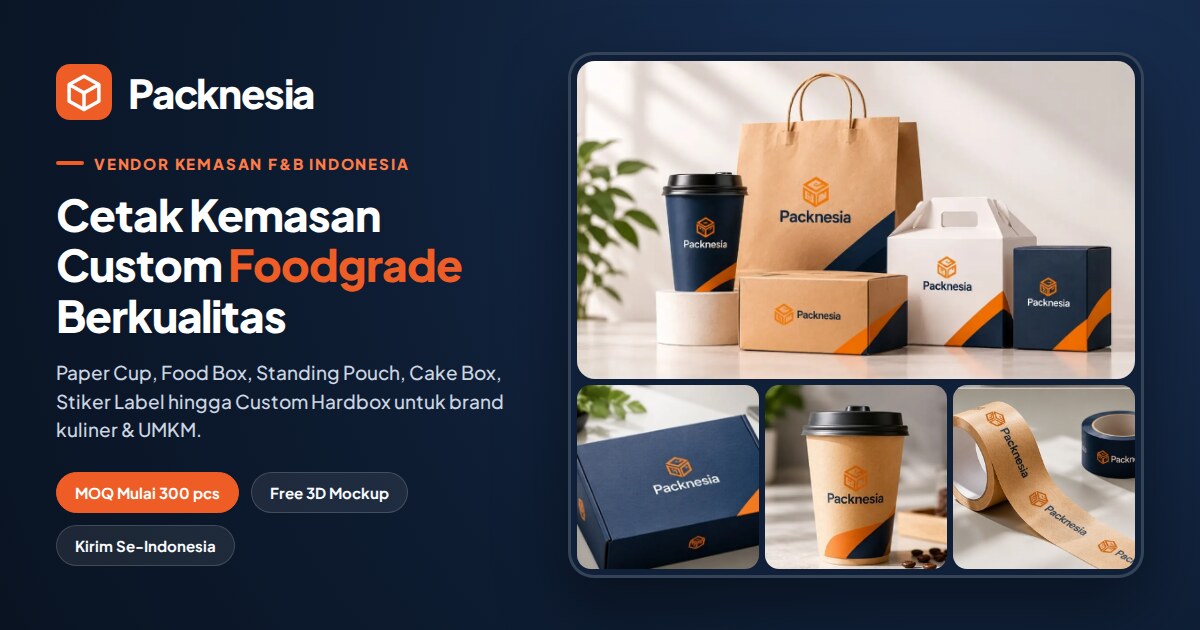 Packnesia
VENDOR KEMASAN F&B INDONESIA
Cetak Kemasan
Custom Foodgrade
Berkualitas
Paper Cup, Food Box, Standing Pouch, Cake Box,
Stiker Label hingga Custom Hardbox untuk brand
kuliner & UMKM.
MOQ Mulai 300 pcs
Free 3D Mockup
Kirim Se-Indonesia
Packnesia
Packnesia
Packnesia
Packnesia
Packnesia
Packnesia
Packnesia
Packnesia
Packnesia